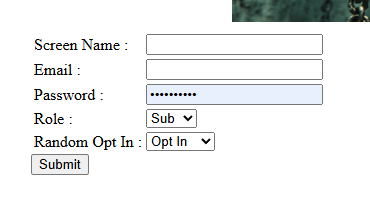 Screen Name :
Email :
Password : ••••••••••
Role : Sub
Random Opt In : Opt In
Submit